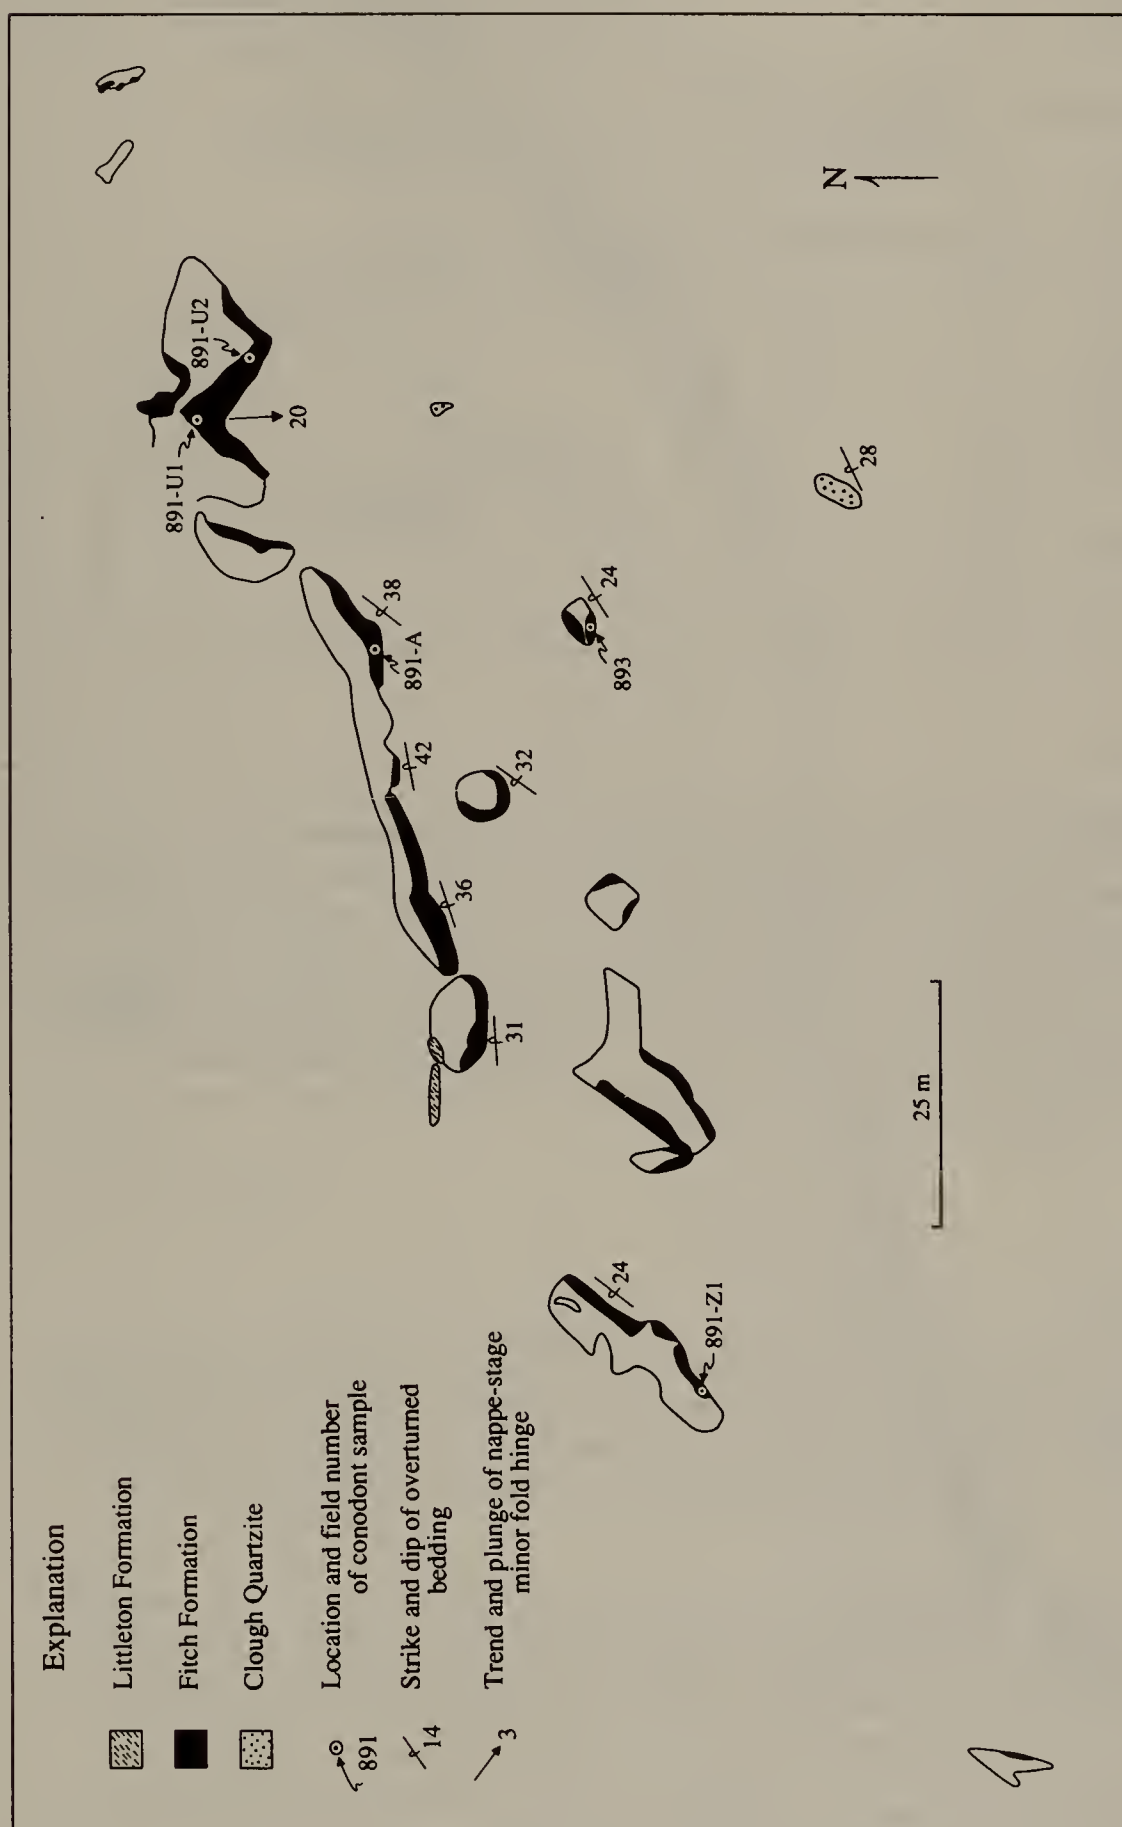 Explanation
Littleton Formation
Fitch Formation
Clough Quartzite
891
Location and field number
of conodont sample
14
Strike and dip of overturned
bedding
3
Trend and plunge of nappe-stage
minor fold hinge
891-U1
891-U2
20
38
891-A
42
36
31
32
24
893
28
24
891-Z1
25 m
N